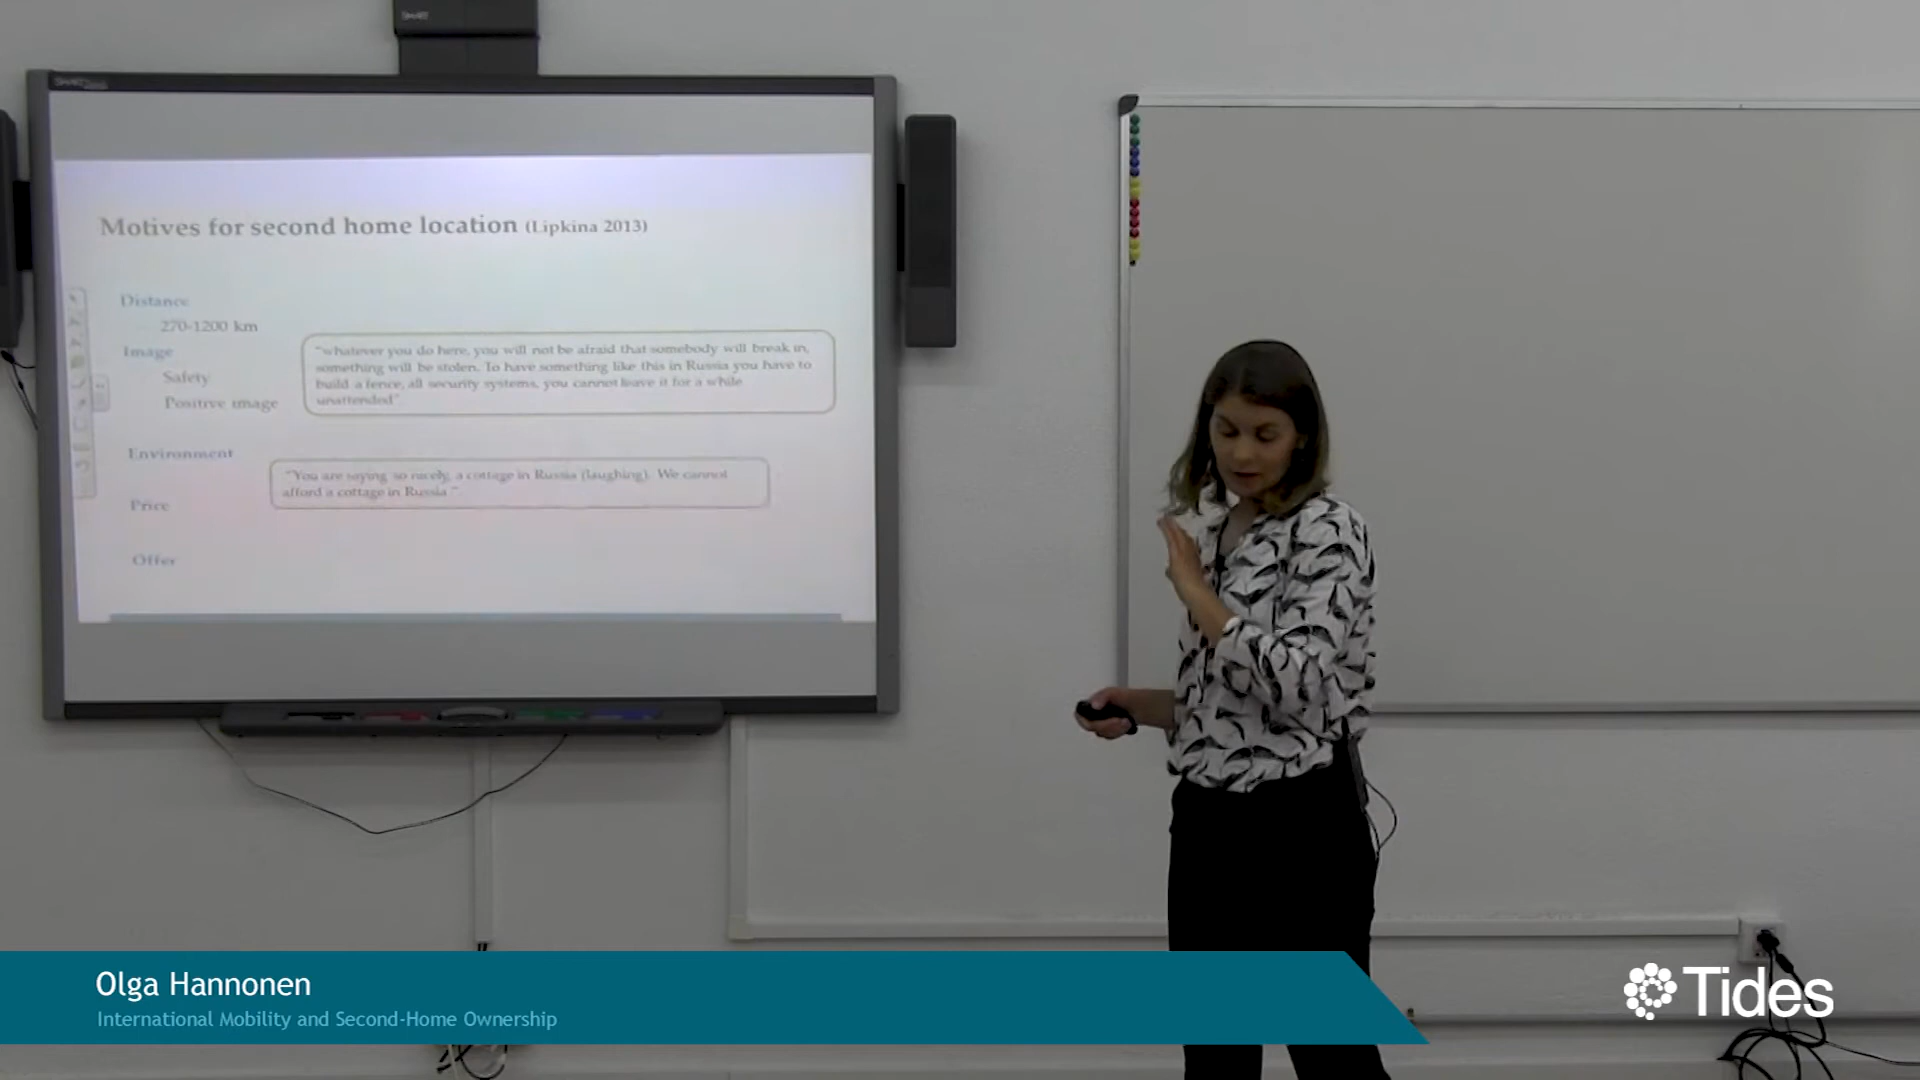 SMART
SMART
Motives for second home location (Lipkina 2013)
Distance
270-1200 km
Image
Safety
Positive image
"whatever you do here, you will not be afraid that somebody will break in,
something will be stolen. To have something like this in Russia you have to
build a fence, all security systems, you cannot leave it for a while
unattended"
Environment
"You are saying so nicely, a cottage in Russia (laughing). We cannot
afford a cottage in Russia ".
Price
Offer
Olga Hannonen
International Mobility and Second-Home Ownership
Tides